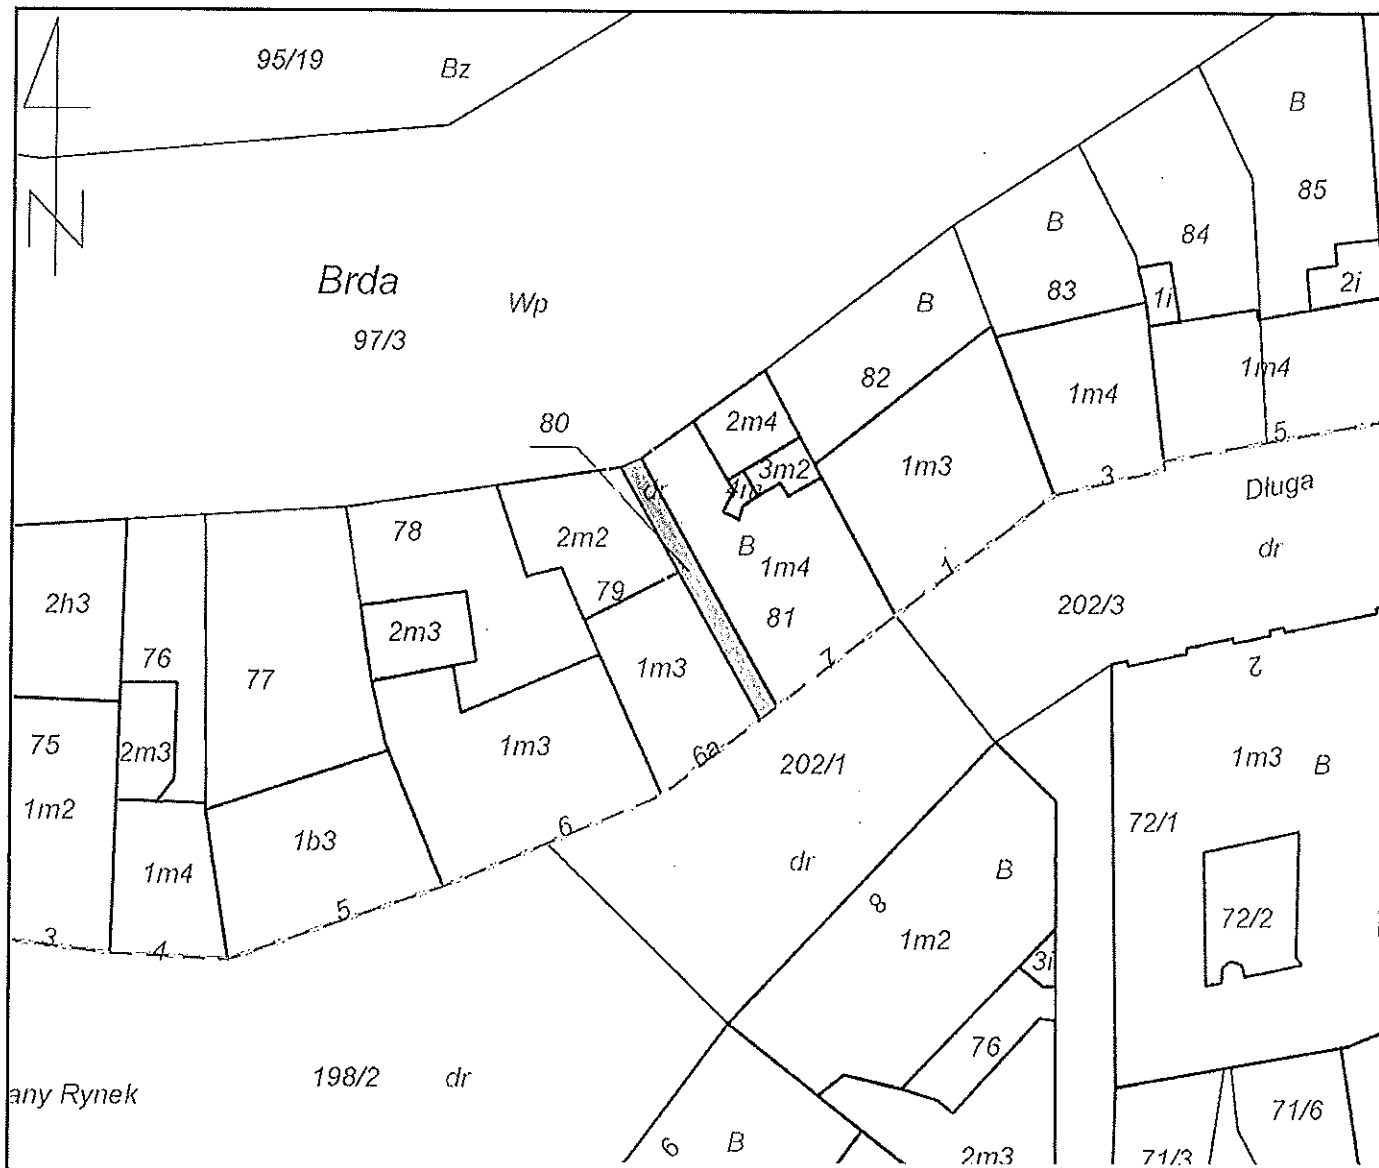 95/19 Bz
B
85
84
B
N
Brda
Wp
97/3
83
1i
2i
B
82
1m4
1m4
80
2m4
3m2
1m3
dr
3
5
Długa
78
2m2
B
1m4
dr
2h3
79
81
1
202/3
2m3
76
77
1m3
7
2
75
2m3
1m3
6a
202/1
1m3 B
1m2
1b3
6
72/1
1m4
5
dr
B
8
72/2
3
4
1m2
3i
76
any Rynek
198/2 dr
71/6
6 B
2m3
71/3